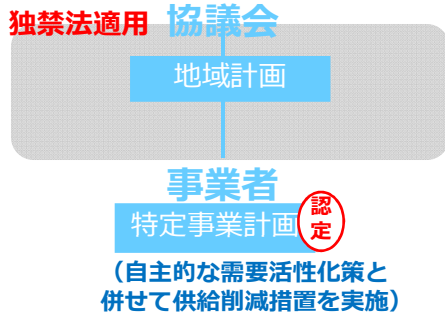 独禁法適用 協議会
地域計画
事業者
特定事業計画 認定
（自主的な需要活性化策と
併せて供給削減措置を実施）